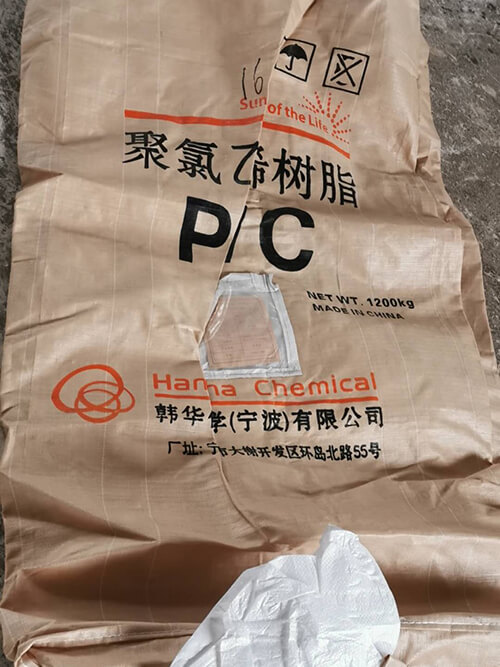 16
Sun of the Life
聚氯乙烯树脂
PVC
NET WT. 1200kg
MADE IN CHINA
Hanwha Chemical
韩华学(宁波)有限公司
厂址:宁大榭开发区环岛北路55号